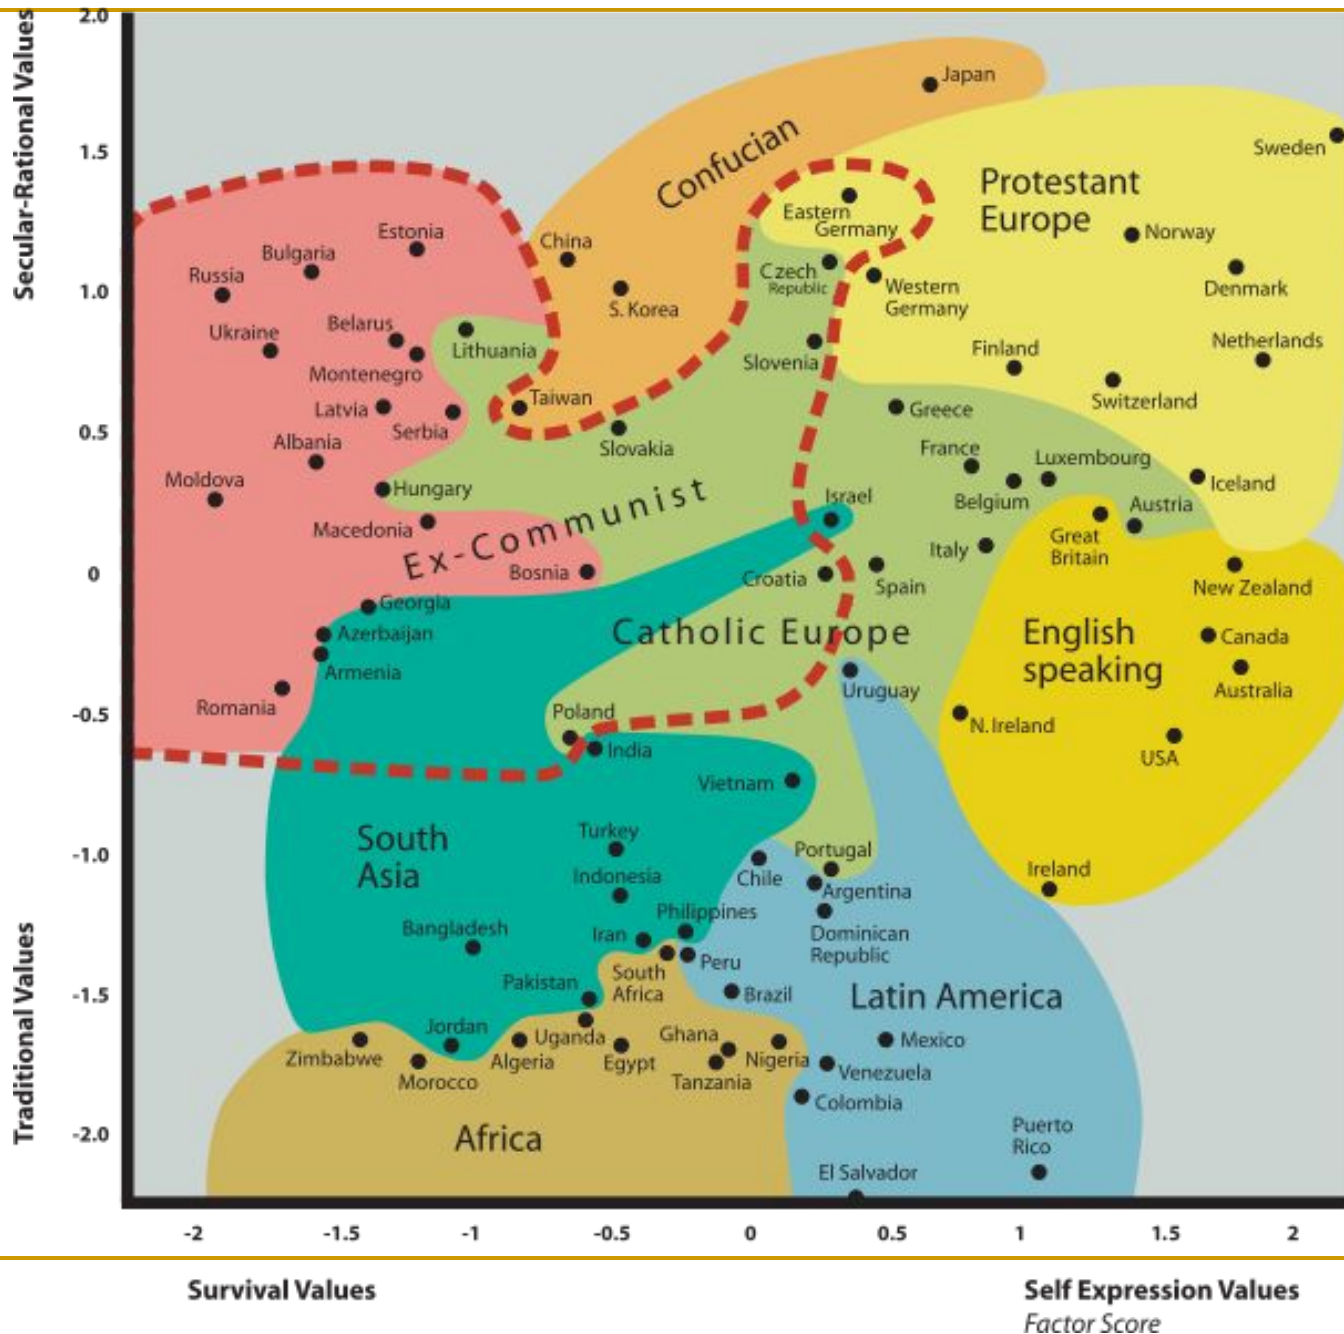 Secular-Rational Values
Traditional Values
2.0
1.5
1.0
0.5
0
-0.5
-1.0
-1.5
-2.0
Japan
Confucian
Sweden
Protestant
Europe
Eastern
Germany
Norway
Estonia
China
Bulgaria
Czech
Republic
Russia
Western
Germany
Denmark
S. Korea
Belarus
Ukraine
Lithuania
Slovenia
Finland
Netherlands
Montenegro
Switzerland
Taiwan
Latvia
Serbia
Greece
Albania
Slovakia
France
Luxembourg
Moldova
Hungary
Iceland
Israel
Belgium
Austria
Macedonia
Ex-Communist
Great
Britain
Italy
Bosnia
Croatia
Spain
New Zealand
Georgia
Azerbaijan
Catholic Europe
English
speaking
Canada
Armenia
Uruguay
Australia
Romania
Poland
N. Ireland
India
USA
Vietnam
South
Asia
Turkey
Portugal
Chile
Indonesia
Argentina
Ireland
Philippines
Bangladesh
Iran
Dominican
Republic
Peru
South
Africa
Pakistan
Brazil
Latin America
Jordan
Uganda
Ghana
Mexico
Zimbabwe
Algeria
Egypt
Nigeria
Morocco
Tanzania
Venezuela
Colombia
Africa
Puerto
Rico
El Salvador
-2 -1.5 -1 -0.5 0 0.5 1 1.5 2
Survival Values
Self Expression Values
Factor Score